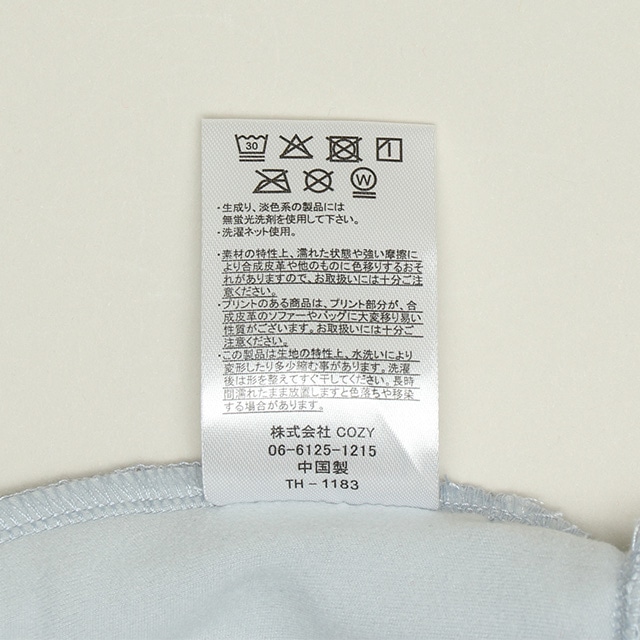 30
W
・生成り、淡色系の製品には
無蛍光洗剤を使用して下さい。
・洗濯ネット使用。
・素材の特性上、濡れた状態や強い摩擦に
より合成皮革や他のものに色移りするおそ
れがありますので、お取扱いには十分ご注
意ください。
・プリントのある商品は、プリント部分が、合
成皮革のソファーやバッグに大変移り易い
性質がございます。お取扱いには十分ご注
意ください。
・この製品は生地の特性上、水洗いにより
変形したり多少縮む事があります。洗濯
後は形を整えてすぐ干してください。長時
間濡れたまま放置しますと色落ちや移染
する場合があります。
株式会社 COZY
06-6125-1215
中国製
TH－1183